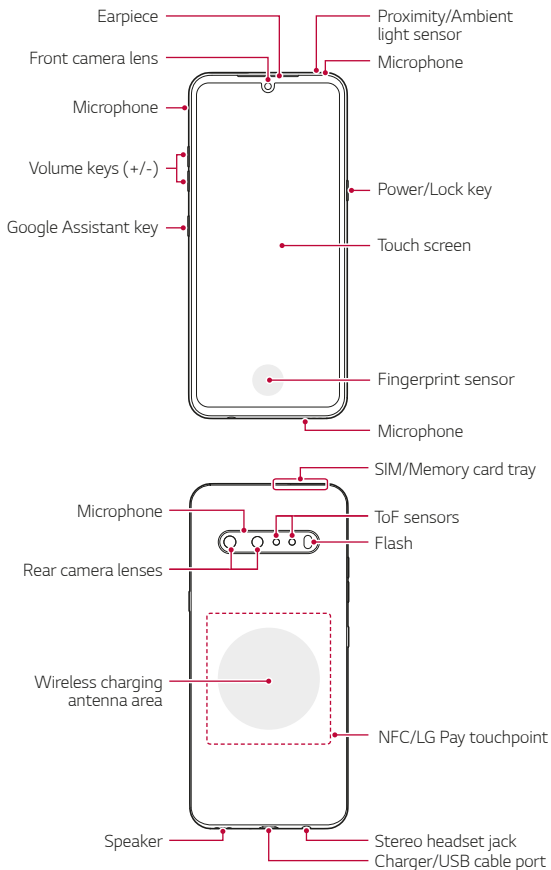 Earpiece
Proximity/Ambient
light sensor
Front camera lens
Microphone
Microphone
Volume keys (+/-)
Power/Lock key
Google Assistant key
Touch screen
Fingerprint sensor
Microphone
SIM/Memory card tray
Microphone
ToF sensors
Flash
Rear camera lenses
Wireless charging
antenna area
NFC/LG Pay touchpoint
Speaker
Stereo headset jack
Charger/USB cable port